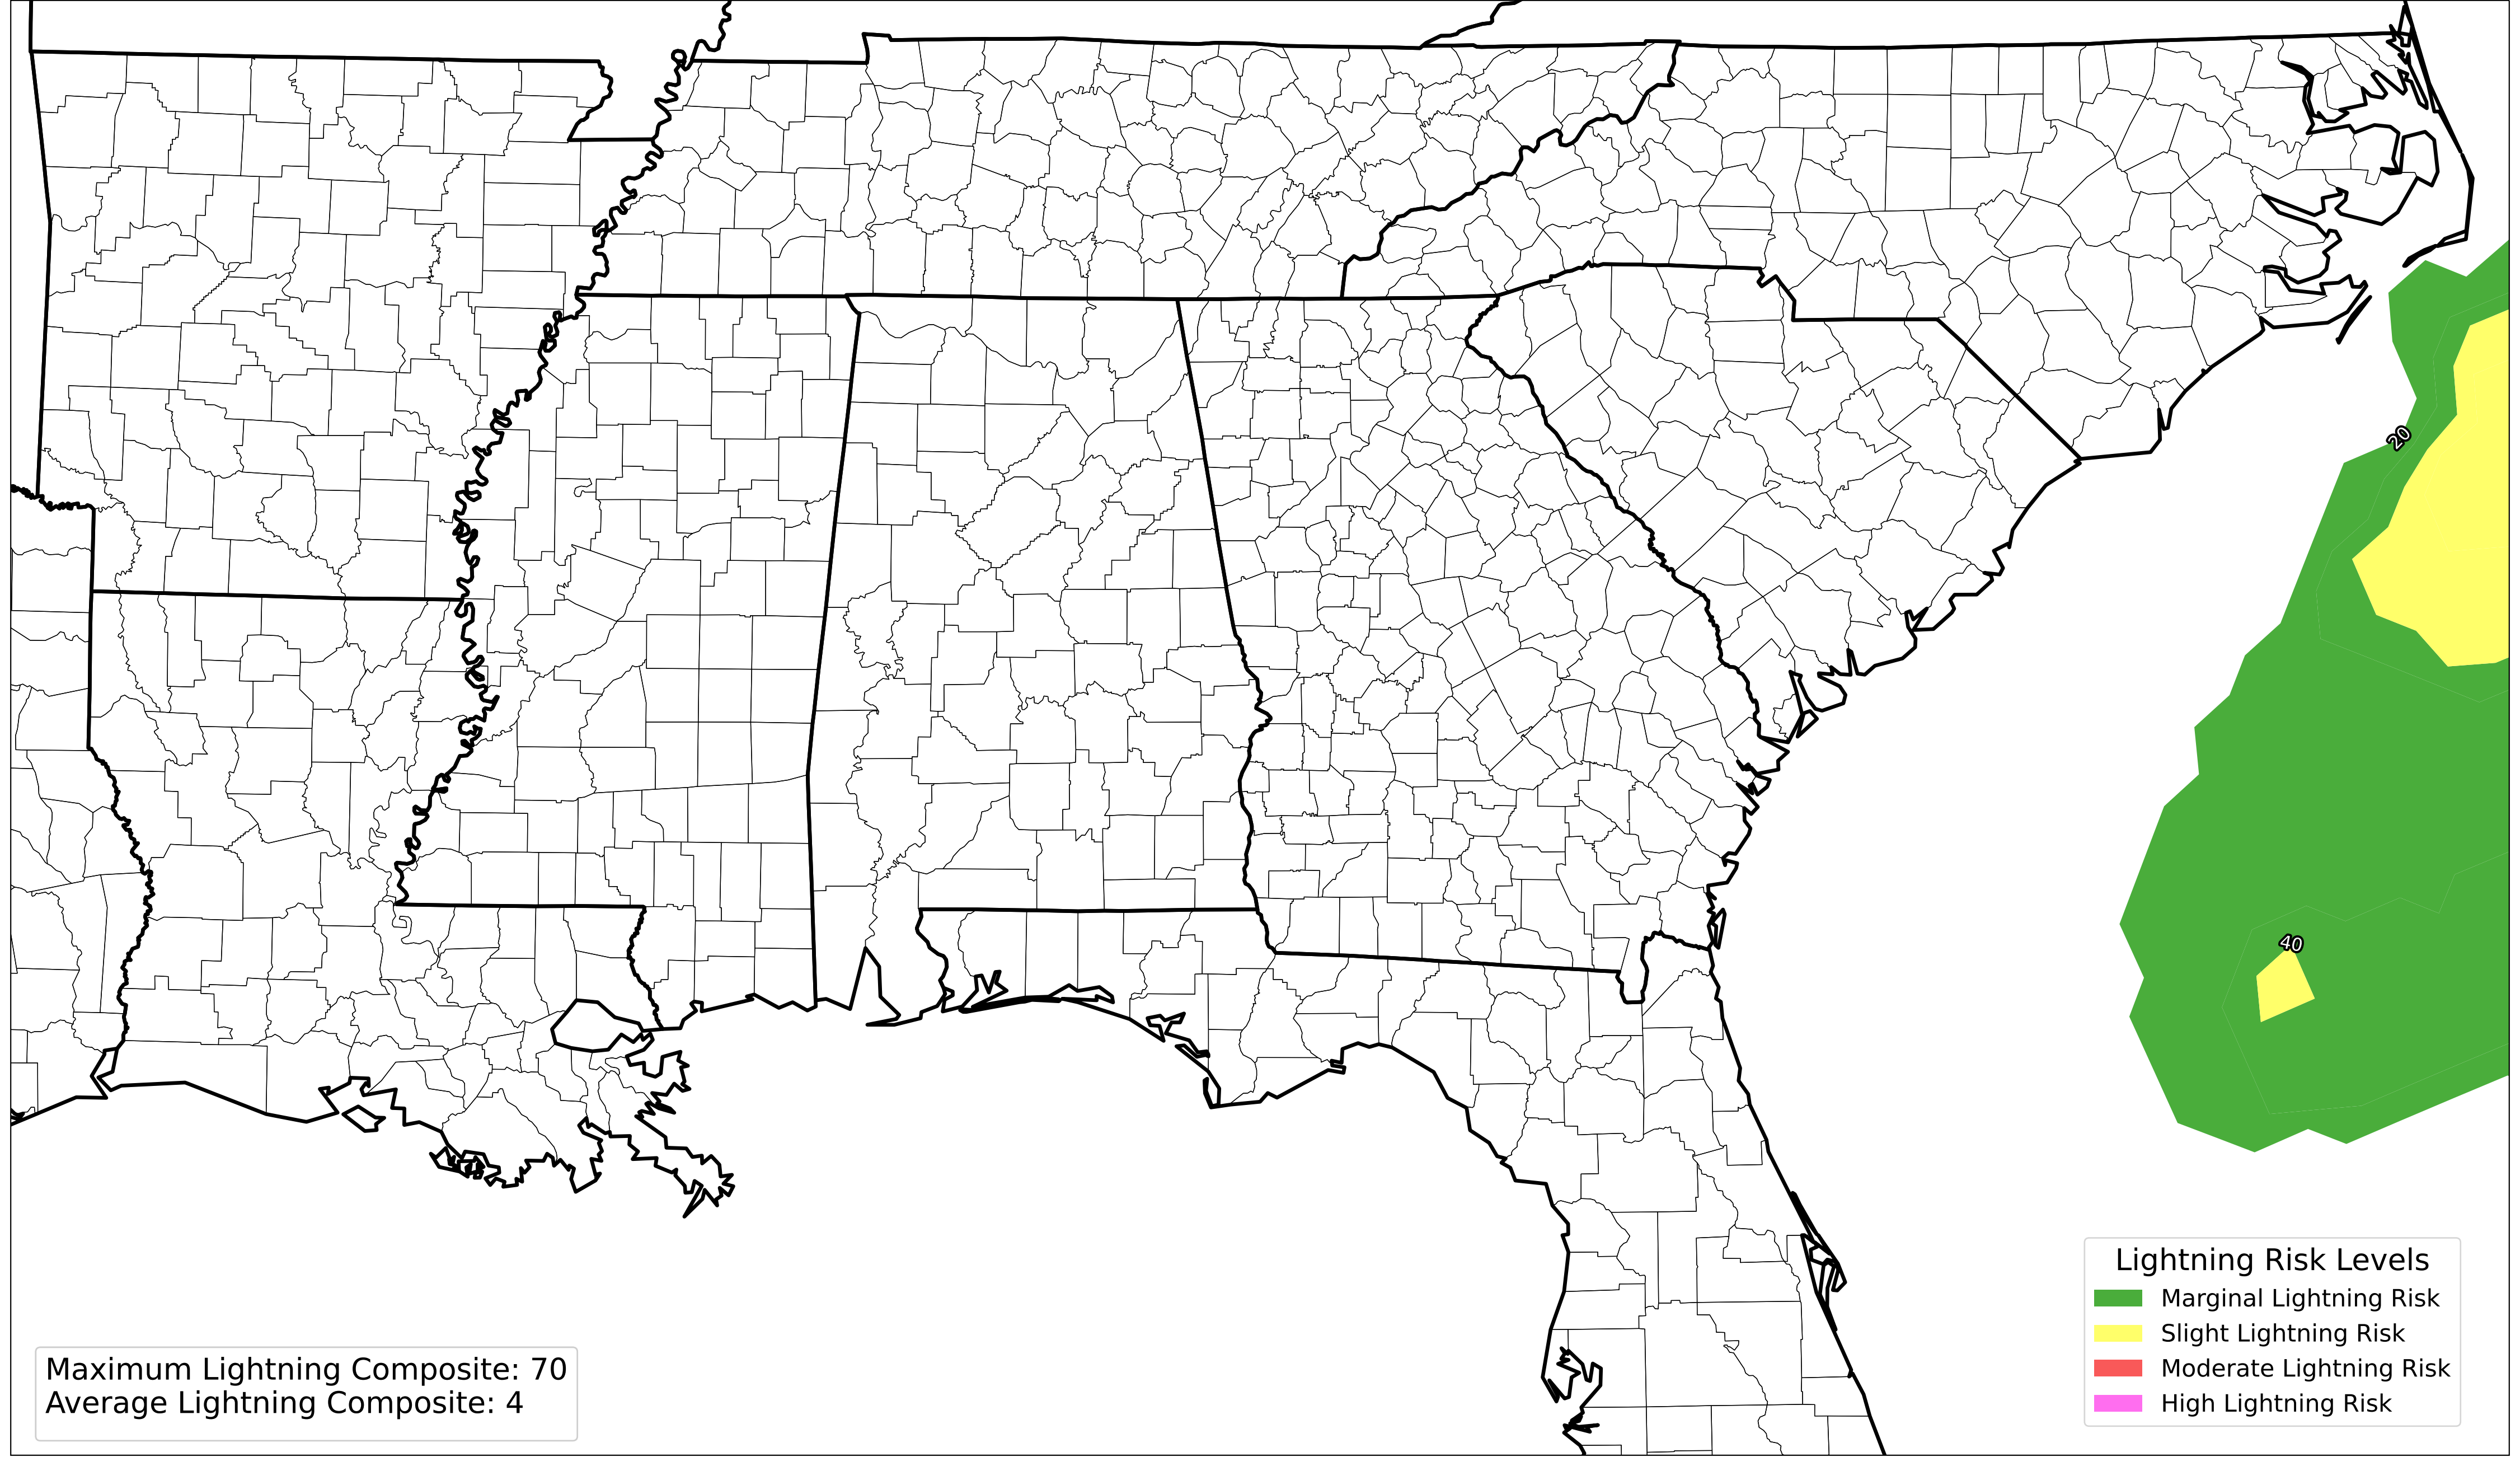 20
40
Lightning Risk Levels
Marginal Lightning Risk
Slight Lightning Risk
Moderate Lightning Risk
High Lightning Risk
Maximum Lightning Composite: 70
Average Lightning Composite: 4